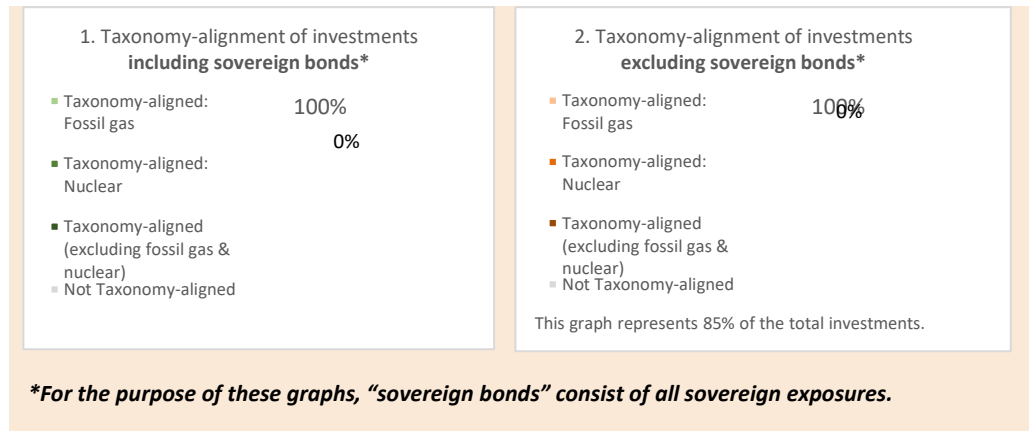 1. Taxonomy-alignment of investments
including sovereign bonds*
Taxonomy-aligned:
Fossil gas
100%
0%
Taxonomy-aligned:
Nuclear
Taxonomy-aligned
(excluding fossil gas &
nuclear)
Not Taxonomy-aligned
2. Taxonomy-alignment of investments
excluding sovereign bonds*
Taxonomy-aligned:
Fossil gas
100%
0%
Taxonomy-aligned:
Nuclear
Taxonomy-aligned
(excluding fossil gas &
nuclear)
Not Taxonomy-aligned
This graph represents 85% of the total investments.
*For the purpose of these graphs, “sovereign bonds” consist of all sovereign exposures.